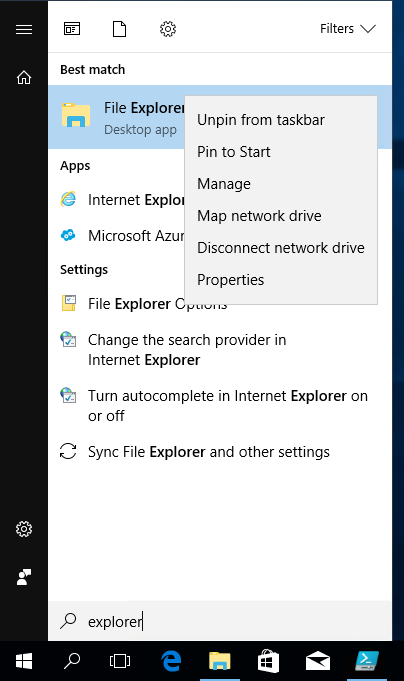 Filters
Best match
File Explorer
Desktop app
Unpin from taskbar
Pin to Start
Manage
Map network drive
Disconnect network drive
Properties
Apps
Internet Explo
Microsoft Azur
Settings
File Explorer Options
Change the search provider in
Internet Explorer
Turn autocomplete in Internet Explorer on
or off
Sync File Explorer and other settings
explorer